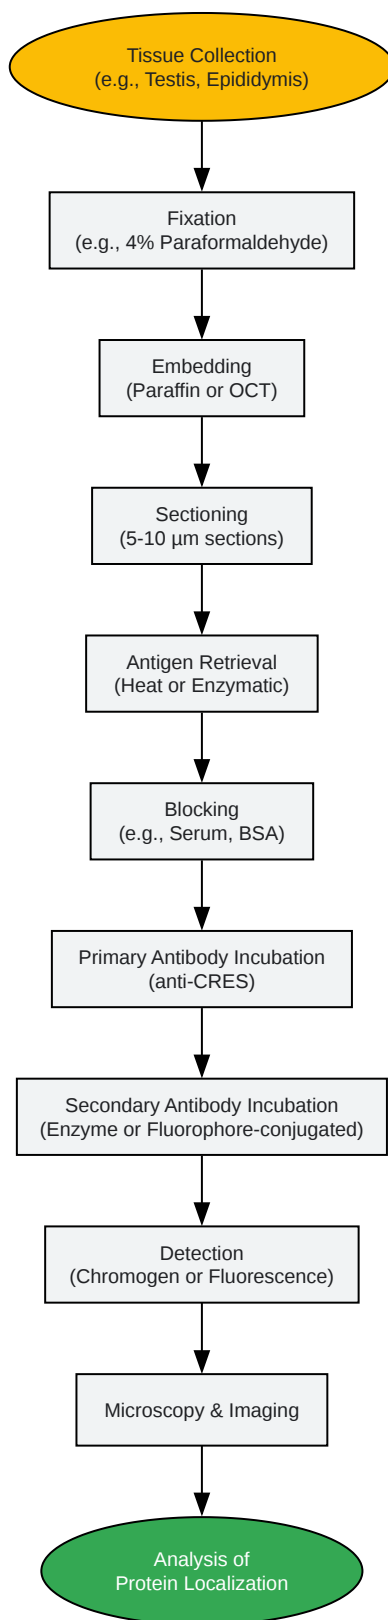 Tissue Collection
(e.g., Testis, Epididymis)
Fixation
(e.g., 4% Paraformaldehyde)
Embedding
(Paraffin or OCT)
Sectioning
(5-10 µm sections)
Antigen Retrieval
(Heat or Enzymatic)
Blocking
(e.g., Serum, BSA)
Primary Antibody Incubation
(anti-CRES)
Secondary Antibody Incubation
(Enzyme or Fluorophore-conjugated)
Detection
(Chromogen or Fluorescence)
Microscopy & Imaging
Analysis of
Protein Localization